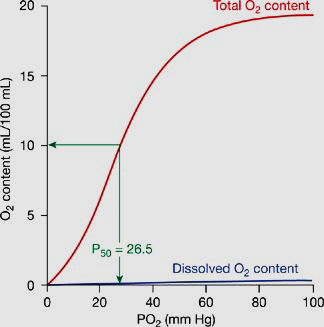 Total O₂ content
20
15
10
5
0
O₂ content (mL/100 mL)
P₅₀ = 26.5
Dissolved O₂ content
0 20 40 60 80 100
PO₂ (mm Hg)